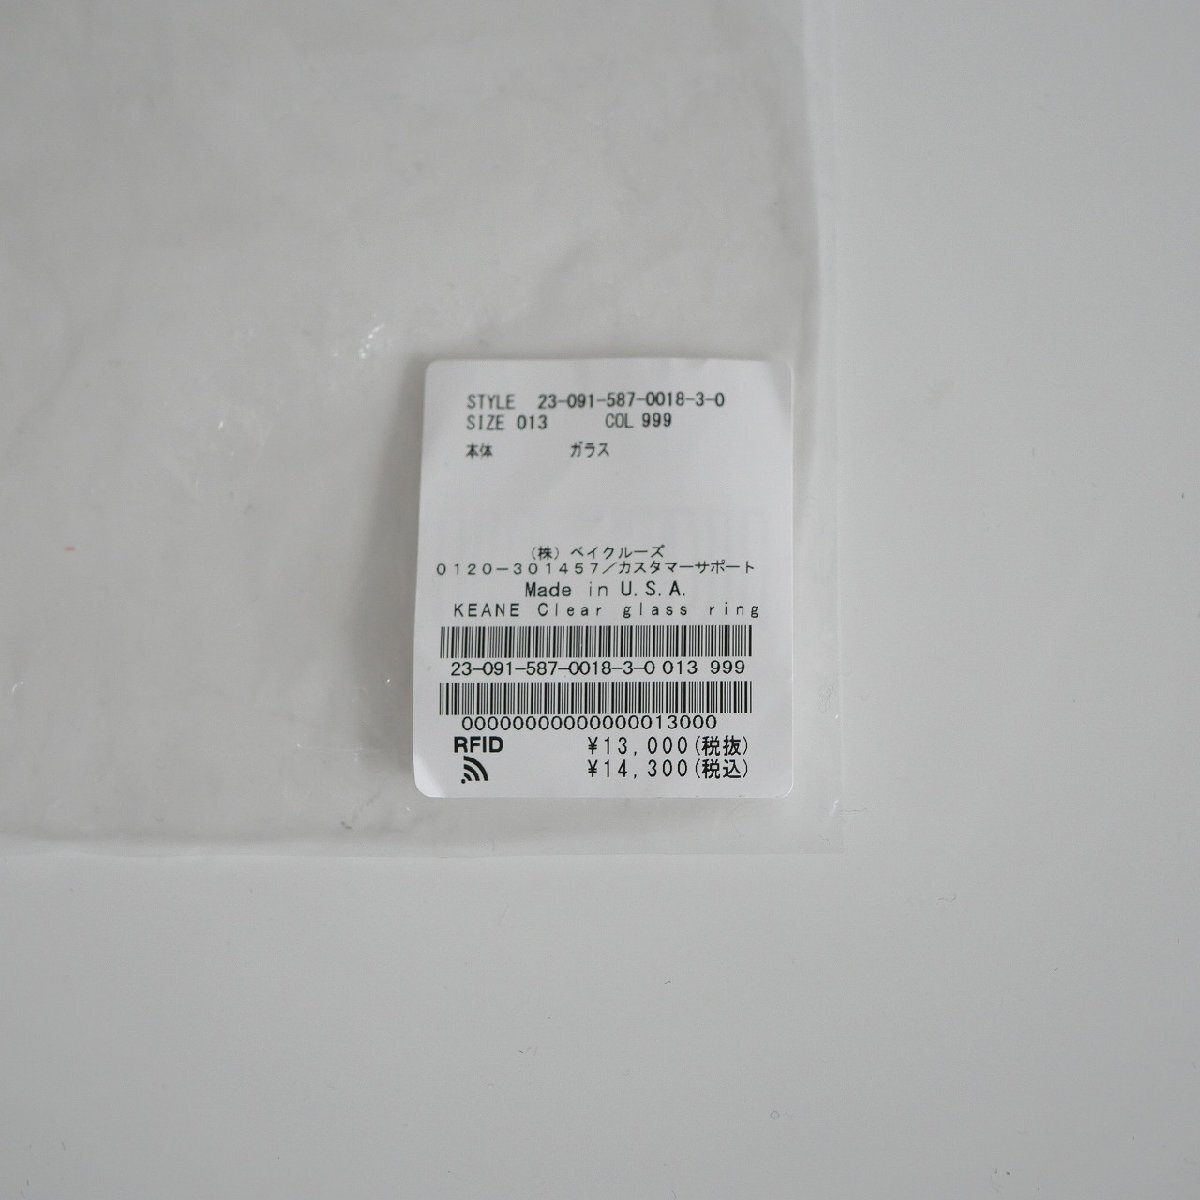 STYLE 23-091-587-0018-3-0
SIZE 013 COL 999
本体 ガラス
(株)ベイクルーズ
0120-301457/カスタマーサポート
Made in U.S.A.
KEANE Clear glass ring
23-091-587-0018-3-0 013 999
00000000000000013000
RFID ¥13,000(税抜)
¥14,300(税込)